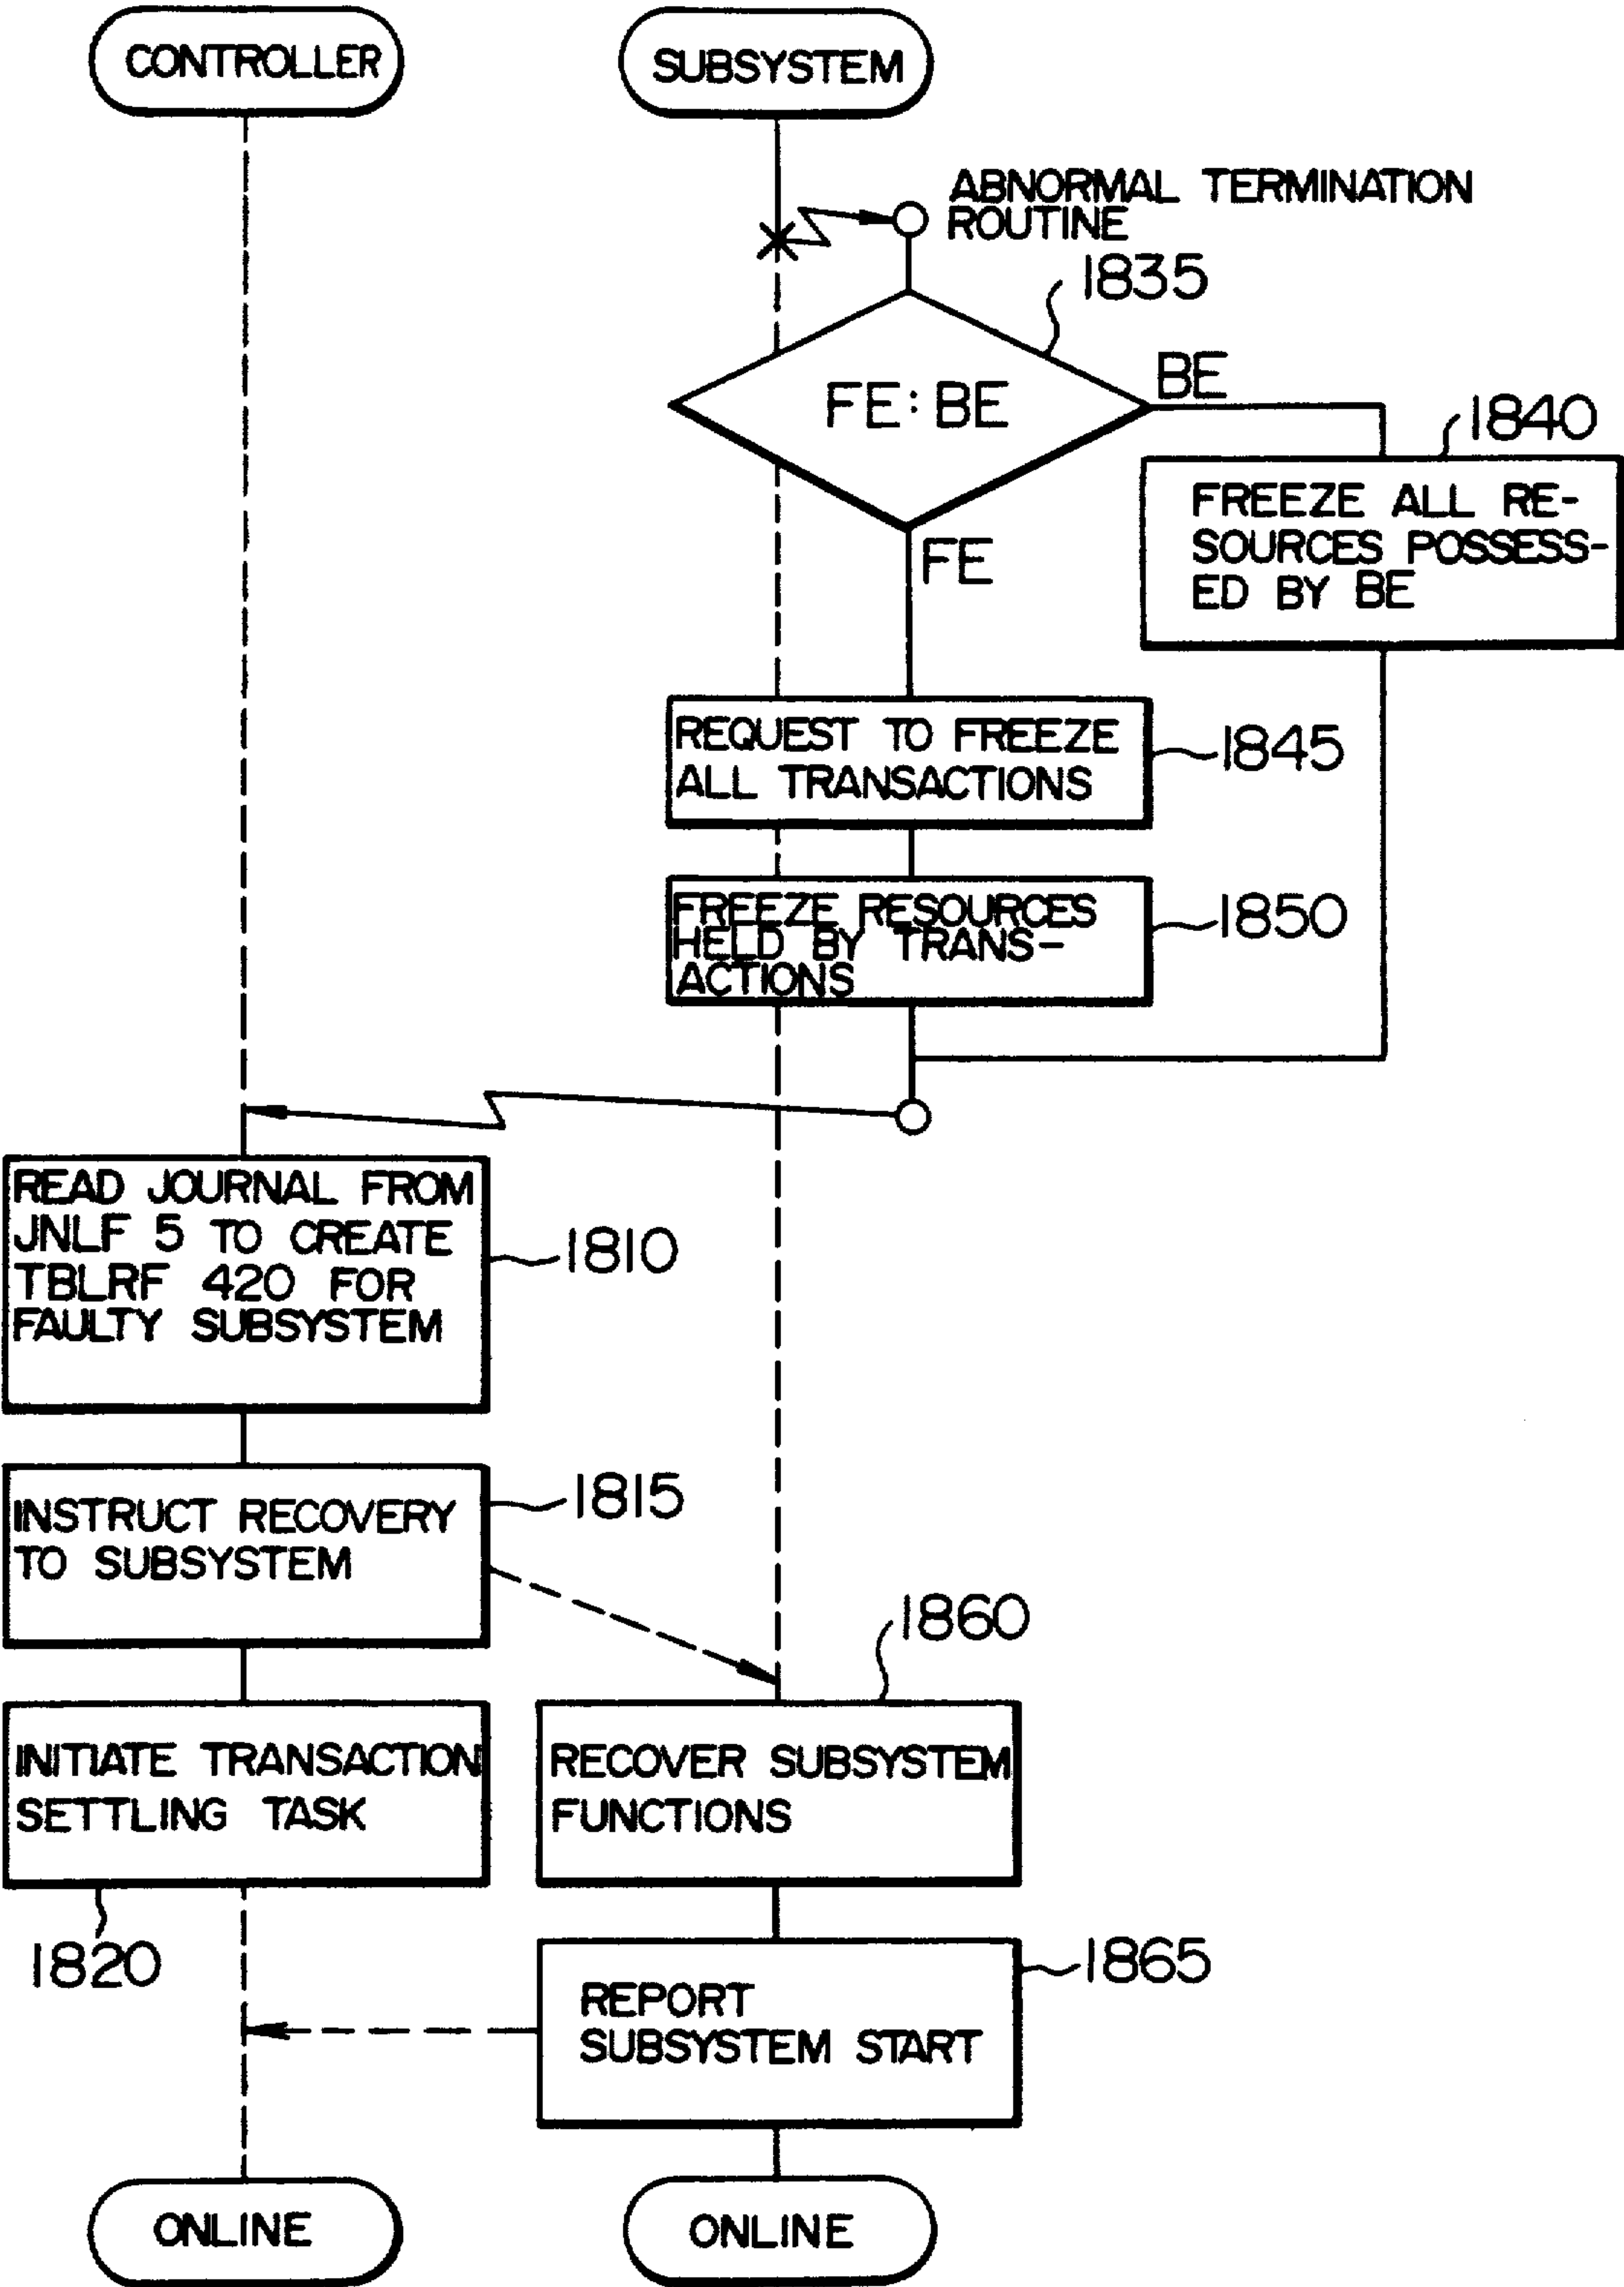 CONTROLLER
SUBSYSTEM
ABNORMAL TERMINATION
ROUTINE
1835
FE : BE
BE
1840
FREEZE ALL RE-
SOURCES POSSESS-
ED BY BE
FE
REQUEST TO FREEZE
ALL TRANSACTIONS
1845
FREEZE RESOURCES
HELD BY TRANS-
ACTIONS
1850
READ JOURNAL FROM
JNLF 5 TO CREATE
TBLRF 420 FOR
FAULTY SUBSYSTEM
1810
INSTRUCT RECOVERY
TO SUBSYSTEM
1815
1860
INITIATE TRANSACTION
SETTLING TASK
1820
RECOVER SUBSYSTEM
FUNCTIONS
REPORT
SUBSYSTEM START
1865
ONLINE
ONLINE